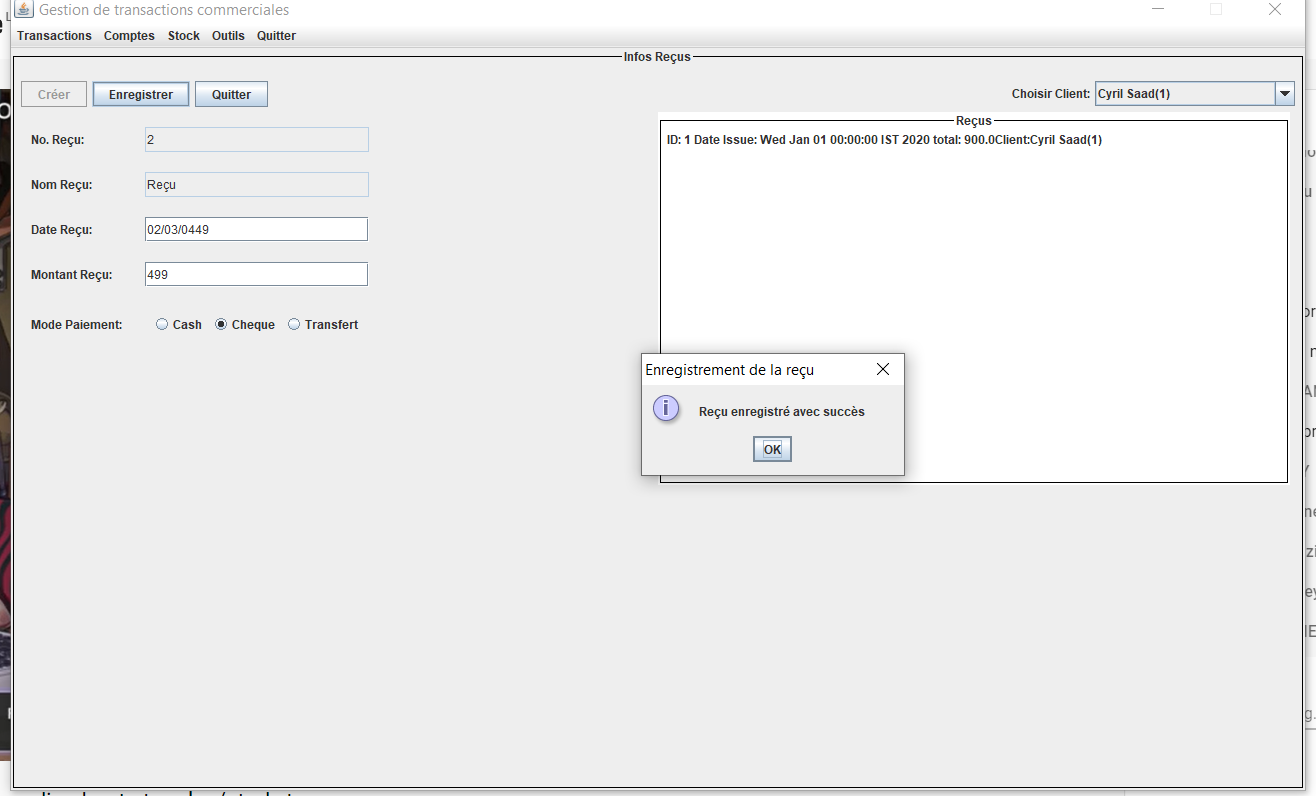 Gestion de transactions commerciales
Transactions Comptes Stock Outils Quitter
Infos Reçus
Créer Enregistrer Quitter
Choisir Client: Cyril Saad(1)
No. Reçu: 2
Nom Reçu: Reçu
Date Reçu: 02/03/0449
Montant Reçu: 499
Mode Paiement: Cash Cheque Transfert
Reçus
ID: 1 Date Issue: Wed Jan 01 00:00:00 IST 2020 total: 900.0Client:Cyril Saad(1)
Enregistrement de la reçu
Reçu enregistré avec succès
OK